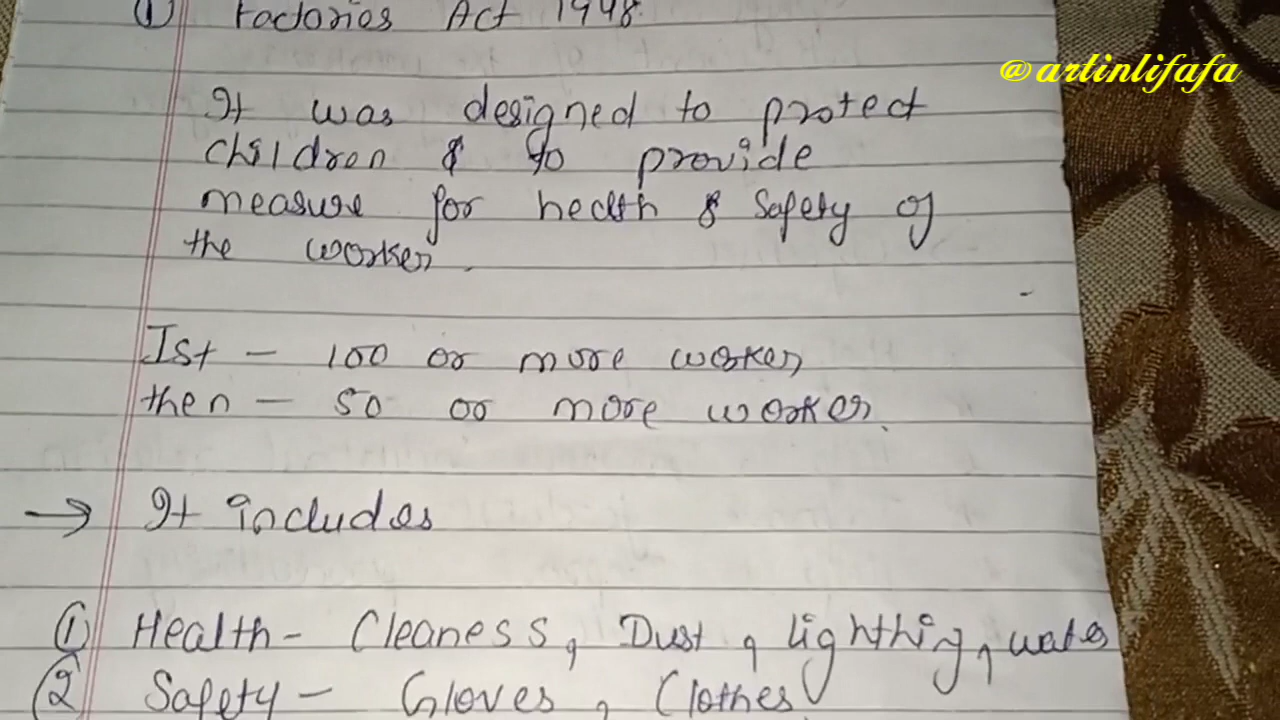 ① Factories Act 1948
@artinlifafa
It was designed to protect
children & to provide
measure for health & Safety of
the worker.
Ist - 100 or more worker
then - 50 or more worker.
→ It includes
① Health - Cleaness, Dust, lighthing, water
② Safety - Gloves, Clothes